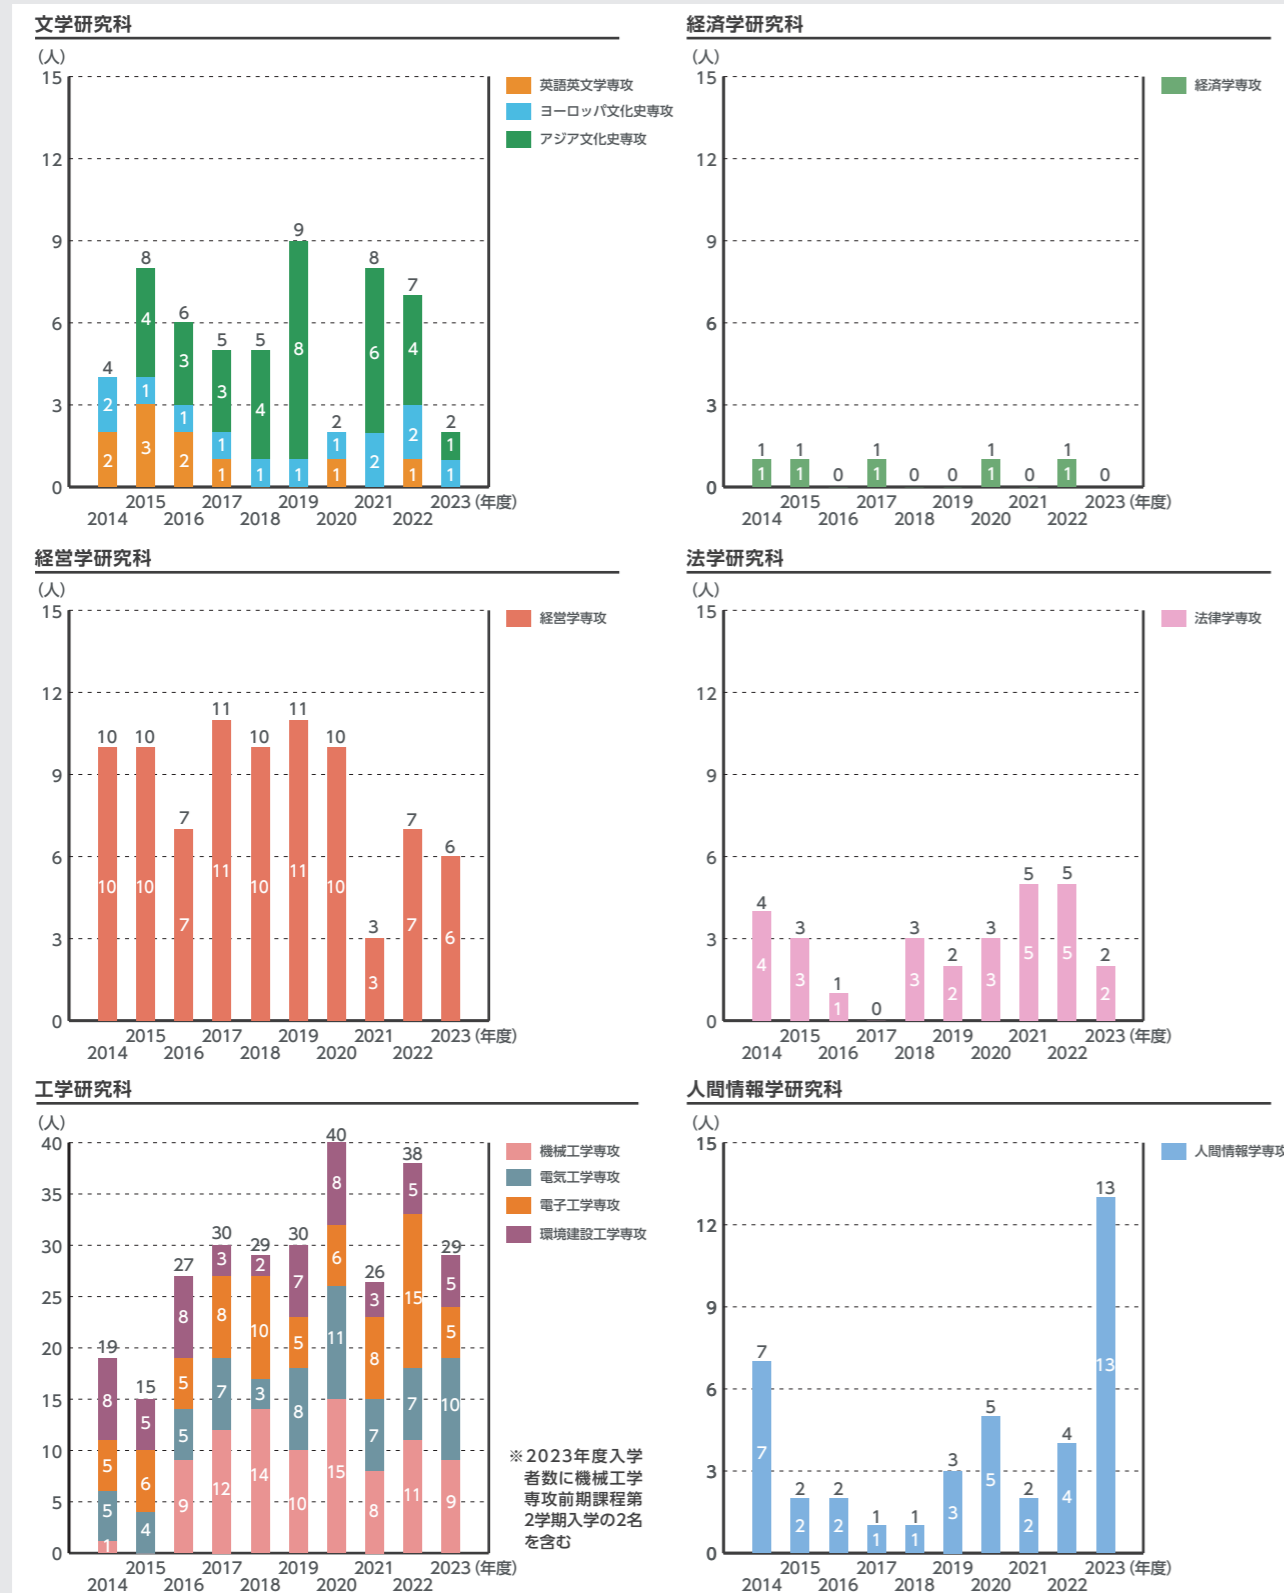 文学研究科
(人)
15
12
9
6
3
0
4
2
2
8
4
1
3
6
3
1
2
5
3
1
1
5
4
1
9
8
1
2
1
1
8
6
2
7
4
2
1
2
1
1
2015 2017 2019 2021 2023 (年度)
2014 2016 2018 2020 2022
英語英文学専攻
ヨーロッパ文化史専攻
アジア文化史専攻
経済学研究科
(人)
15
12
9
6
3
0
1 1 0 1 0 0 1 0 1 0
1 1 1 1 1
2015 2017 2019 2021 2023 (年度)
2014 2016 2018 2020 2022
経済学専攻
経営学研究科
(人)
15
12
9
6
3
0
10 10 7 11 10 11 10 3 7 6
10 10 7 11 10 11 10 3 7 6
2015 2017 2019 2021 2023 (年度)
2014 2016 2018 2020 2022
経営学専攻
法学研究科
(人)
15
12
9
6
3
0
4 3 1 0 3 2 3 5 5 2
4 3 1 3 2 3 5 5 2
2015 2017 2019 2021 2023 (年度)
2014 2016 2018 2020 2022
法律学専攻
工学研究科
(人)
40
35
30
25
20
15
10
5
0
19
8
5
5
1
15
5
6
4
27
8
5
5
9
30
3
8
7
12
29
2
10
3
14
30
7
5
8
10
40
8
6
11
15
26
3
8
7
8
38
5
15
7
11
29
5
5
10
9
2015 2017 2019 2021 2023 (年度)
2014 2016 2018 2020 2022
機械工学専攻
電気工学専攻
電子工学専攻
環境建設工学専攻
※2023年度入学
者数に機械工学
専攻前期課程第
2学期入学の2名
を含む
人間情報学研究科
(人)
15
12
9
6
3
0
7 2 2 1 1 3 5 2 4 13
7 2 2 1 1 3 5 2 4 13
2015 2017 2019 2021 2023 (年度)
2014 2016 2018 2020 2022
人間情報学専攻